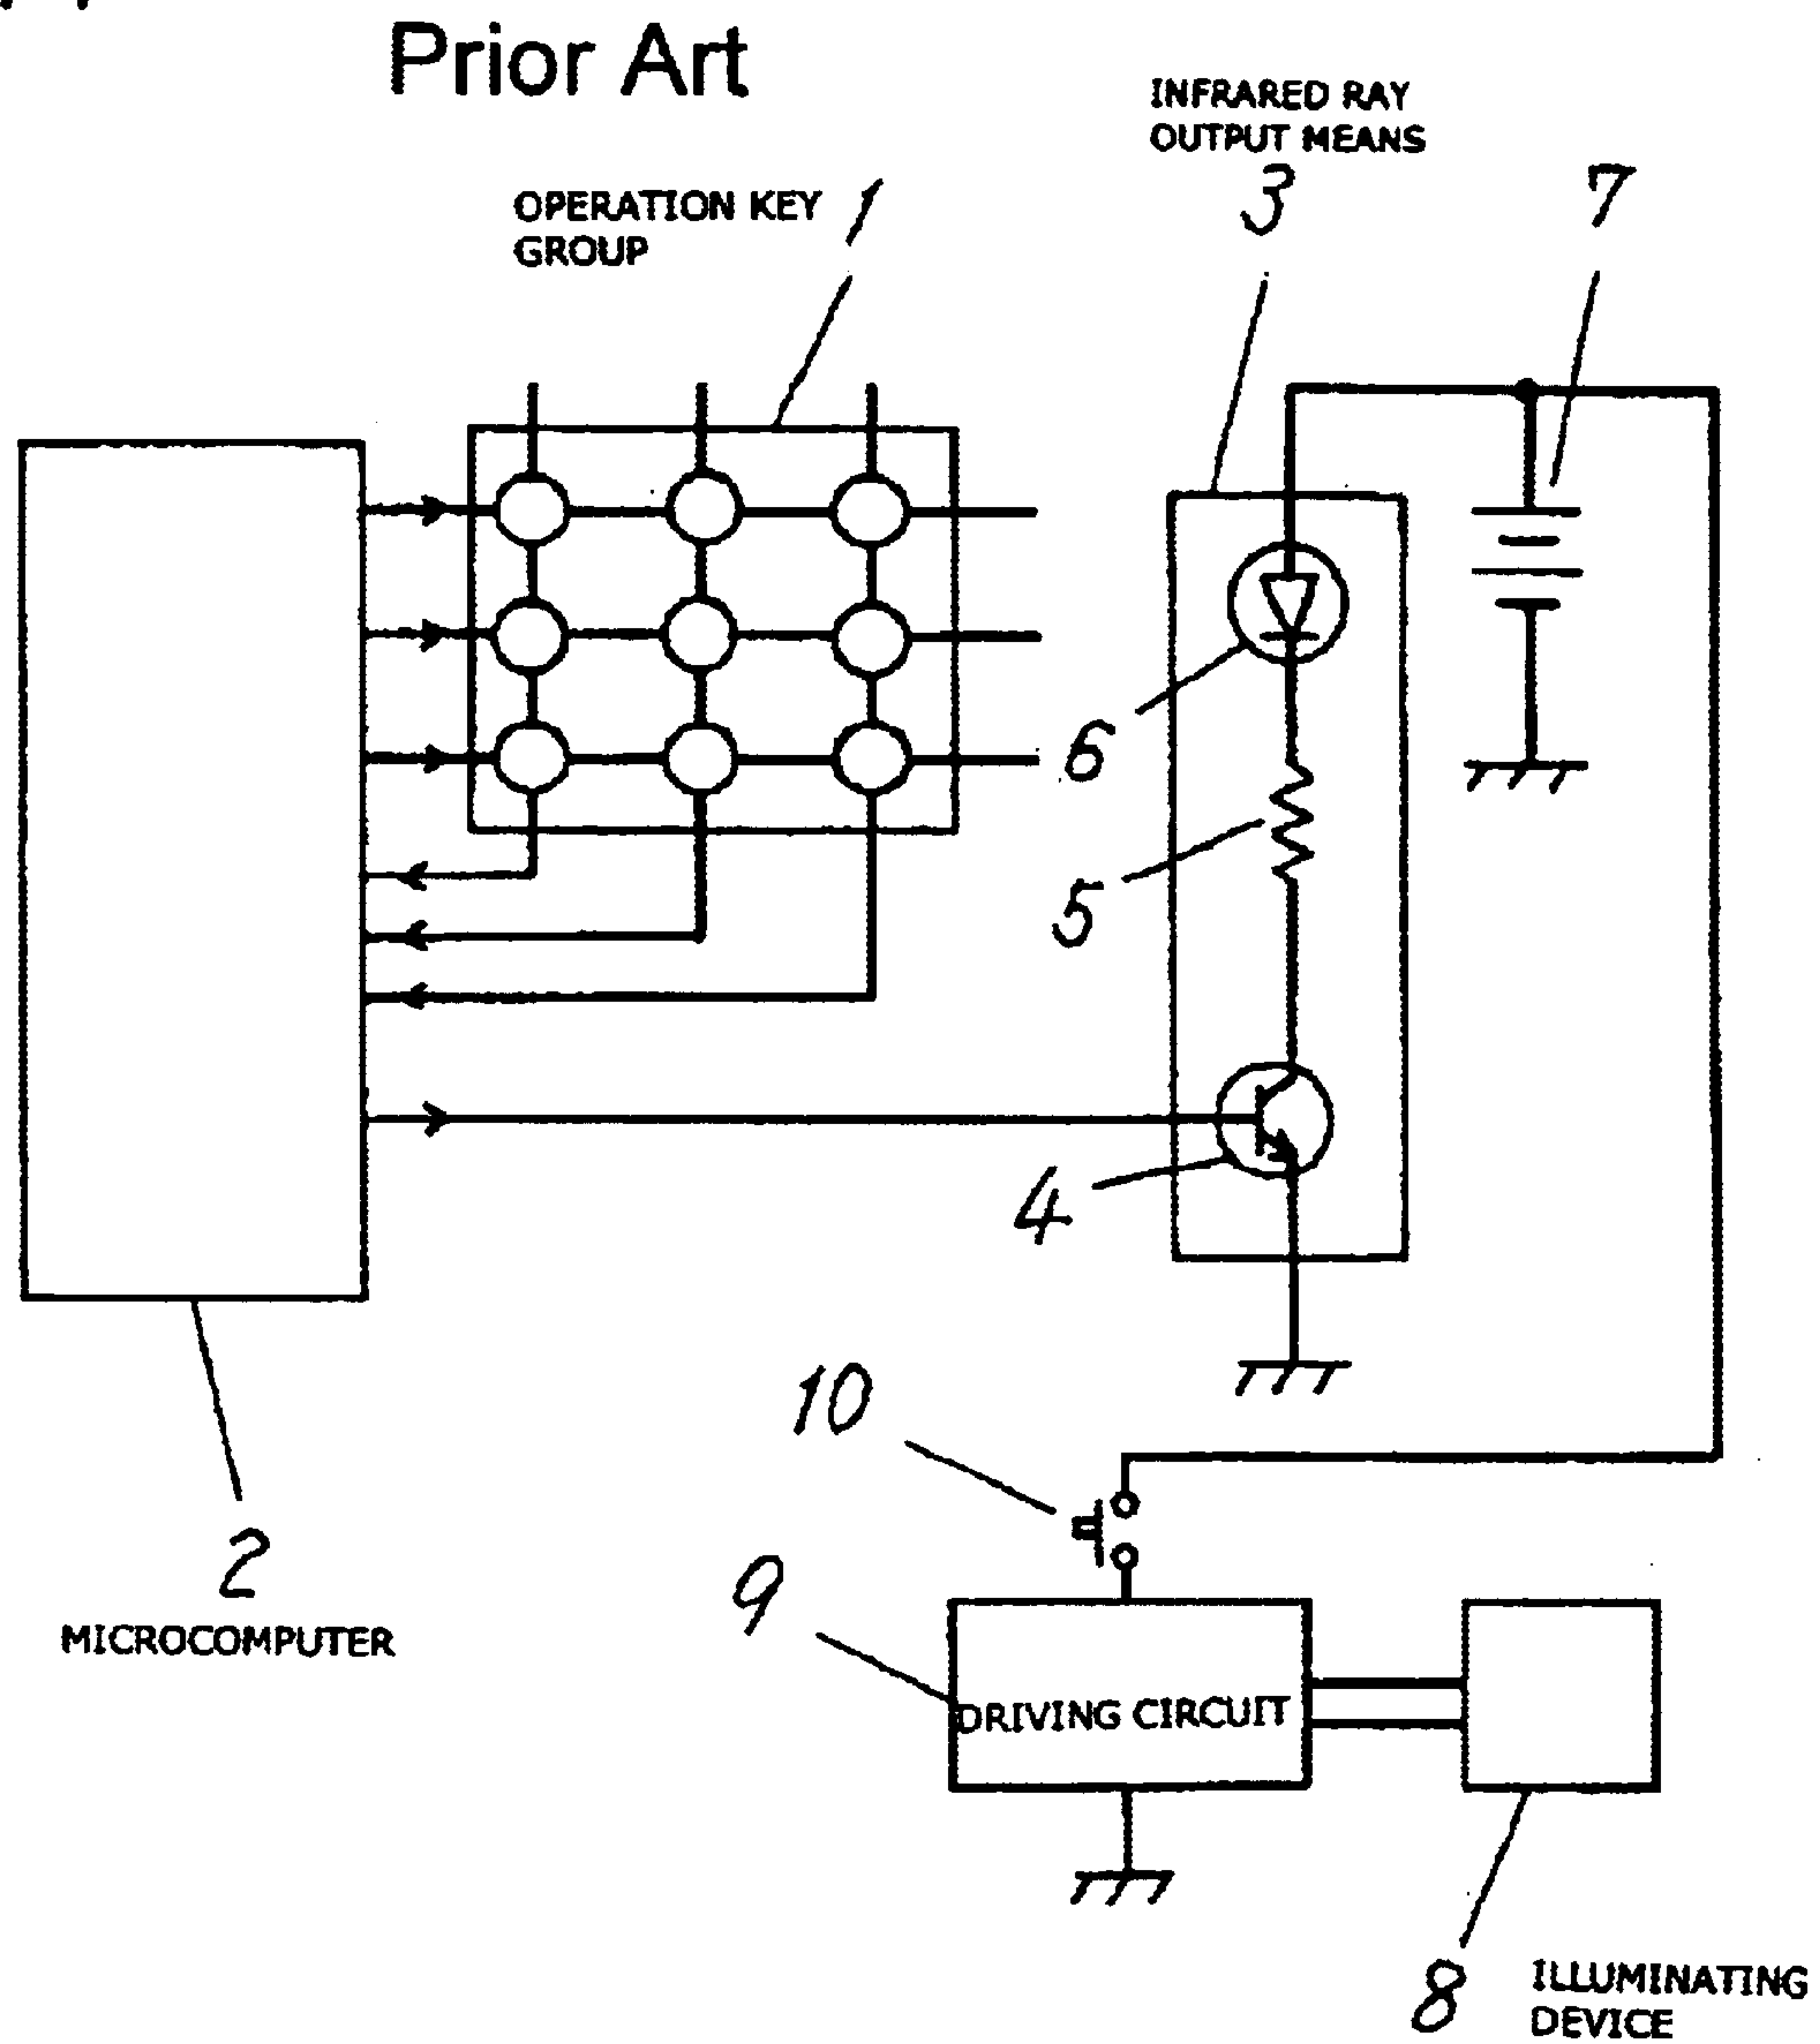 Prior Art
INFRARED RAY
OUTPUT MEANS
3
7
OPERATION KEY
GROUP
1
6
5
4
10
2
MICROCOMPUTER
9
DRIVING CIRCUIT
8
ILLUMINATING
DEVICE